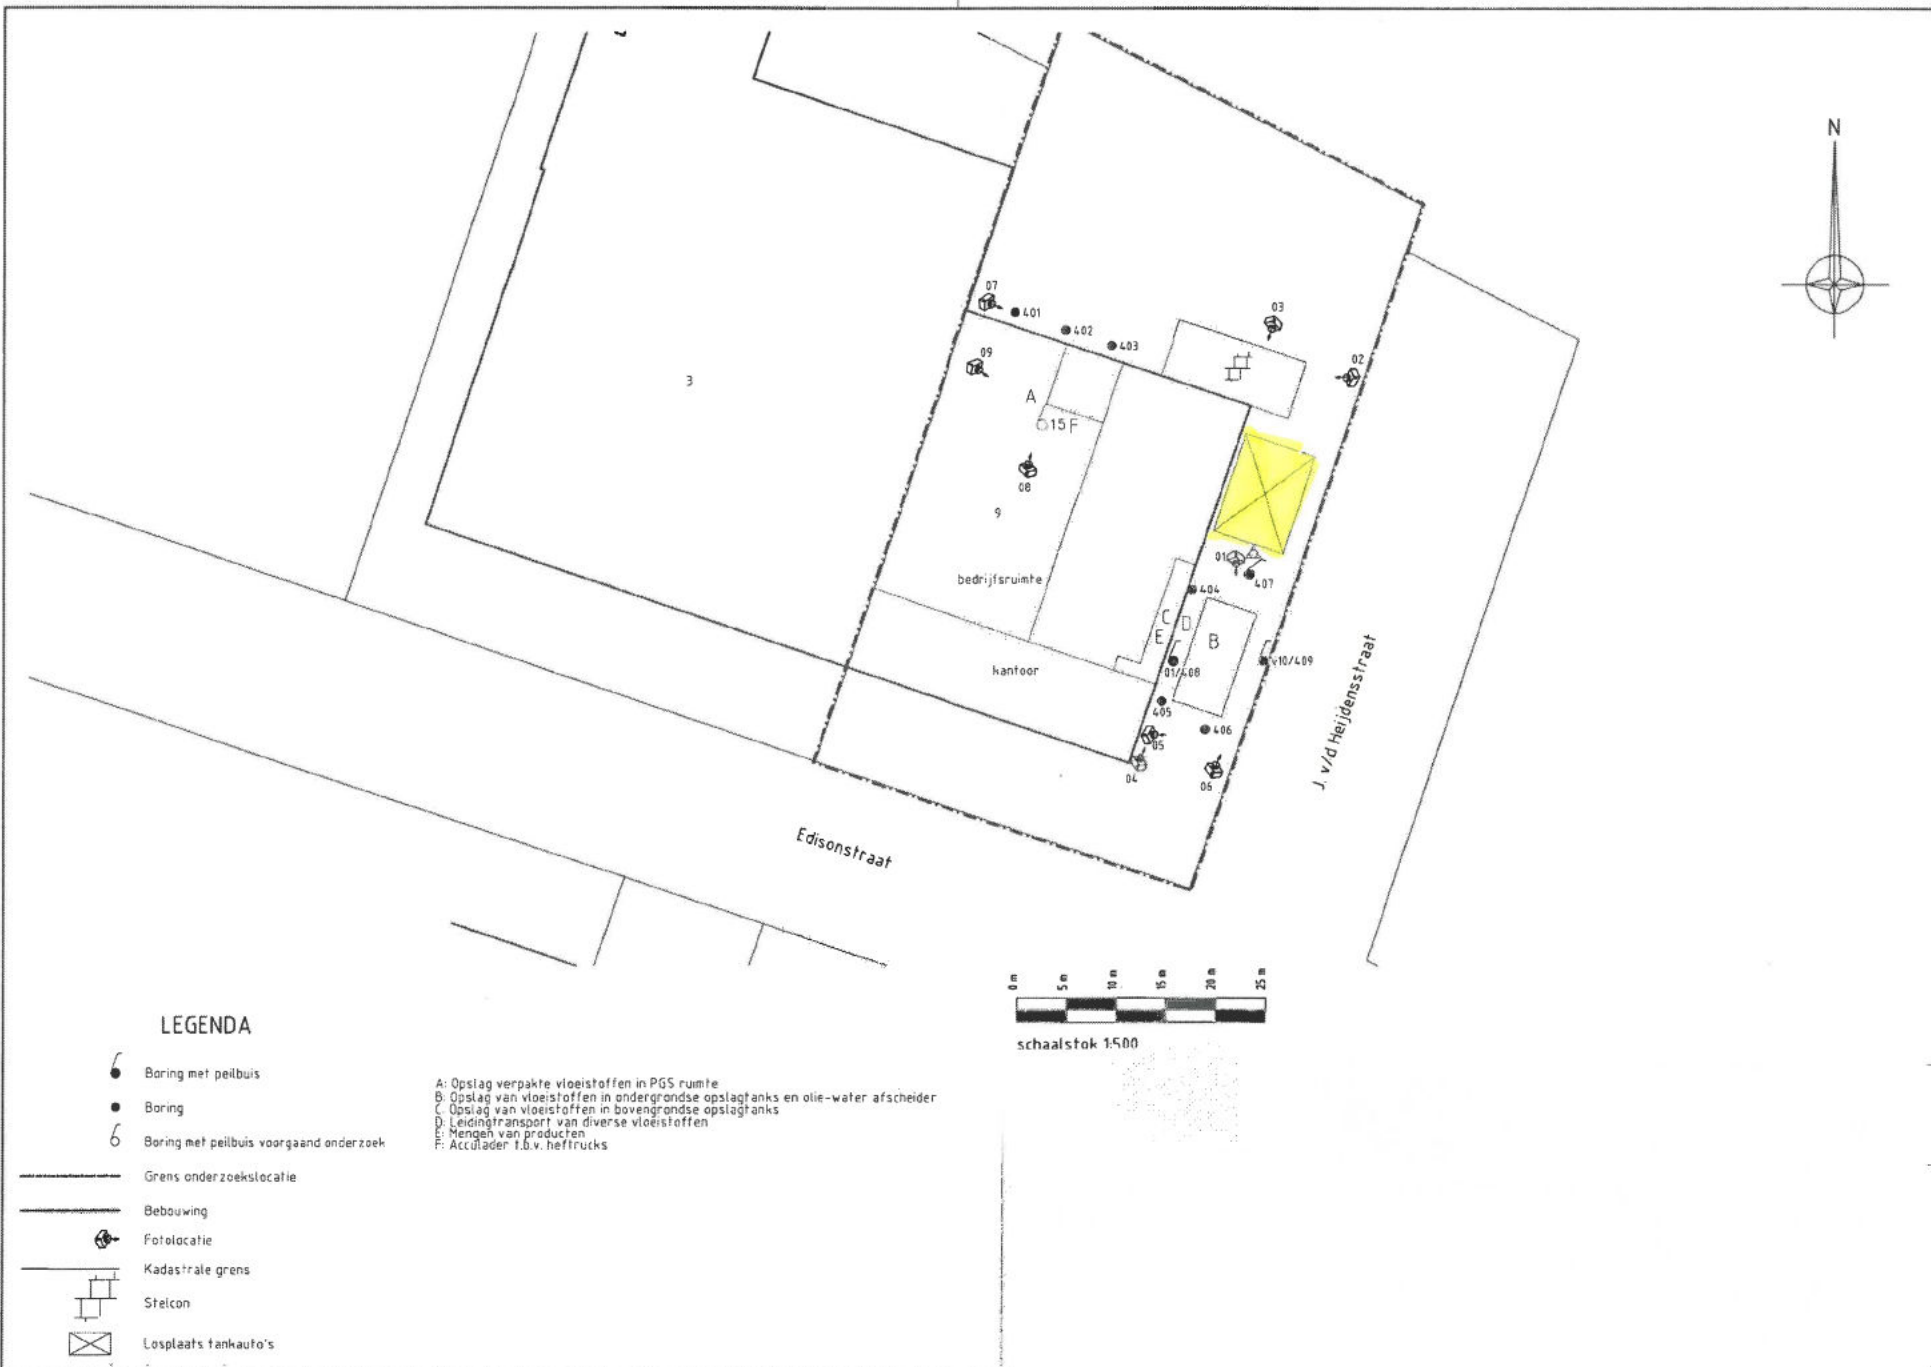 N
07
401
402
403
03
02
09
3
A
15 F
08
9
01
407
bedrijfsruimte
404
C
D
E
B
kantoor
01/408
10/409
405
406
05
04
06
J. v/d Heijdensstraat
Edisonstraat
0 m
5 m
10 m
15 m
20 m
25 m
schaalstok 1:500
LEGENDA
Boring met peilbuis
Boring
Boring met peilbuis voorgaand onderzoek
Grens onderzoekslocatie
Bebouwing
Fotolocatie
Kadastrale grens
Stelcon
Losplaats tankauto's
A: Opslag verpakte vloeistoffen in PGS ruimte
B: Opslag van vloeistoffen in ondergrondse opslagtanks en olie-water afscheider
C: Opslag van vloeistoffen in bovengrondse opslagtanks
D: Leidingtransport van diverse vloeistoffen
E: Mengen van producten
F: Acculader t.b.v. heftrucks